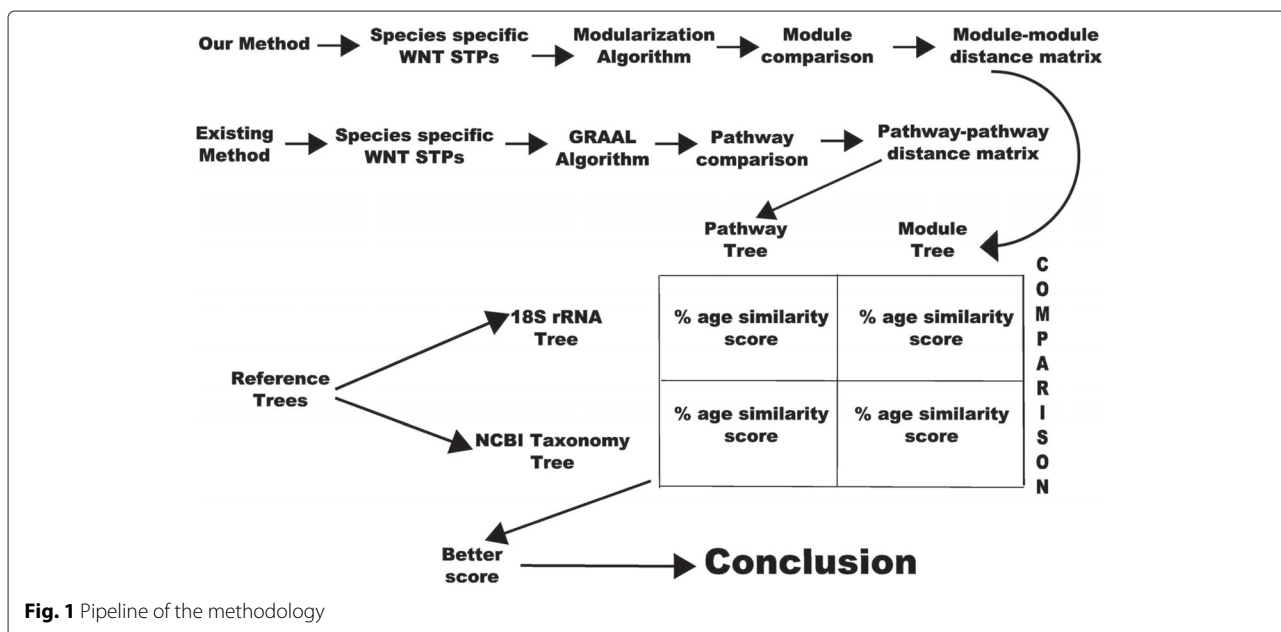 Our Method
Species specific
WNT STPs
Modularization
Algorithm
Module
comparison
Module-module
distance matrix
Existing
Method
Species specific
WNT STPs
GRAAL
Algorithm
Pathway
comparison
Pathway-pathway
distance matrix
Pathway
Tree
Module
Tree
COMPARISON
Reference
Trees
18S rRNA
Tree
% age similarity
score
% age similarity
score
NCBI Taxonomy
Tree
% age similarity
score
% age similarity
score
Better
score
Conclusion
Fig. 1 Pipeline of the methodology